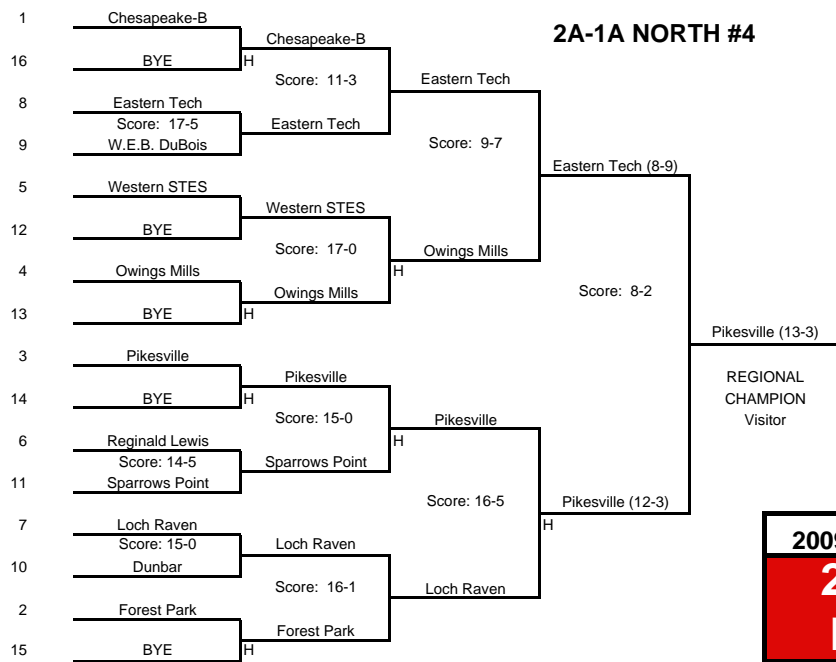 2A-1A NORTH #4
1 Chesapeake-B
Chesapeake-B
16 BYE H
Score: 11-3
Eastern Tech
8 Eastern Tech
Score: 17-5
Eastern Tech
9 W.E.B. DuBois
Score: 9-7
Eastern Tech (8-9)
5 Western STES
Western STES
12 BYE
Score: 17-0
Owings Mills
H
4 Owings Mills
Owings Mills
13 BYE H
Score: 8-2
Pikesville (13-3)
REGIONAL
CHAMPION
Visitor
3 Pikesville
Pikesville
14 BYE H
Score: 15-0
Pikesville
H
6 Reginald Lewis
Score: 14-5
Sparrows Point
11 Sparrows Point
Score: 16-5
Pikesville (12-3)
H
7 Loch Raven
Score: 15-0
Loch Raven
10 Dunbar
Score: 16-1
Loch Raven
2 Forest Park
Forest Park
15 BYE H
2009
2